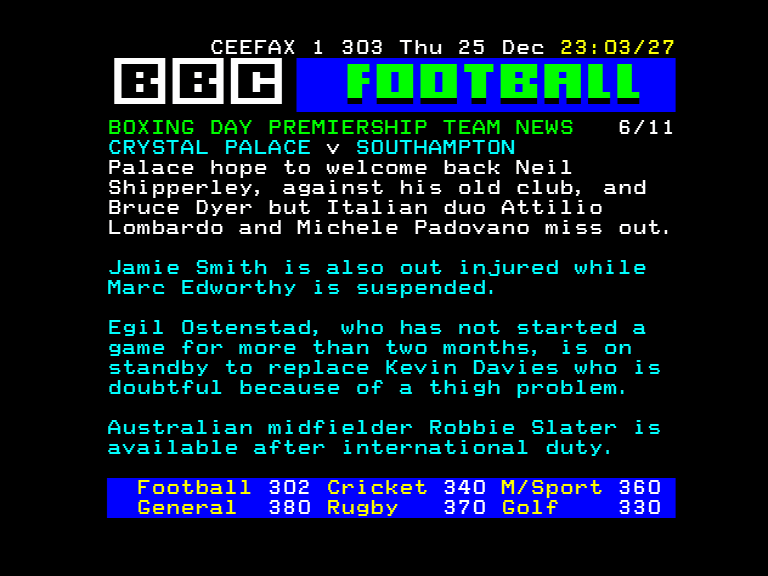 CEEFAX 1 303 Thu 25 Dec 23:03/27
BBC FOOTBALL
BOXING DAY PREMIERSHIP TEAM NEWS 6/11
CRYSTAL PALACE v SOUTHAMPTON
Palace hope to welcome back Neil
Shipperley, against his old club, and
Bruce Dyer but Italian duo Attilio
Lombardo and Michele Padovano miss out.
Jamie Smith is also out injured while
Marc Edworthy is suspended.
Egil Ostenstad, who has not started a
game for more than two months, is on
standby to replace Kevin Davies who is
doubtful because of a thigh problem.
Australian midfielder Robbie Slater is
available after international duty.
Football 302 Cricket 340 M/Sport 360
General 380 Rugby 370 Golf 330